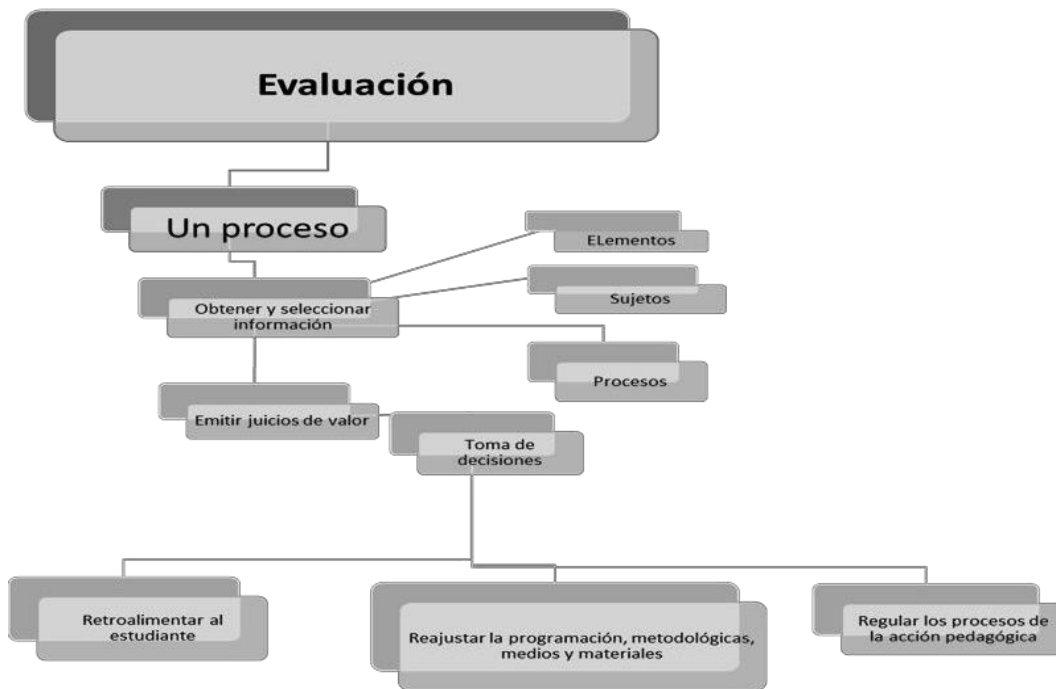 Evaluación
Un proceso
ELementos
Sujetos
Obtener y seleccionar
información
Procesos
Emitir juicios de valor
Toma de
decisiones
Retroalimentar al
estudiante
Reajustar la programación, metodológicas,
medios y materiales
Regular los procesos de
la acción pedagógica